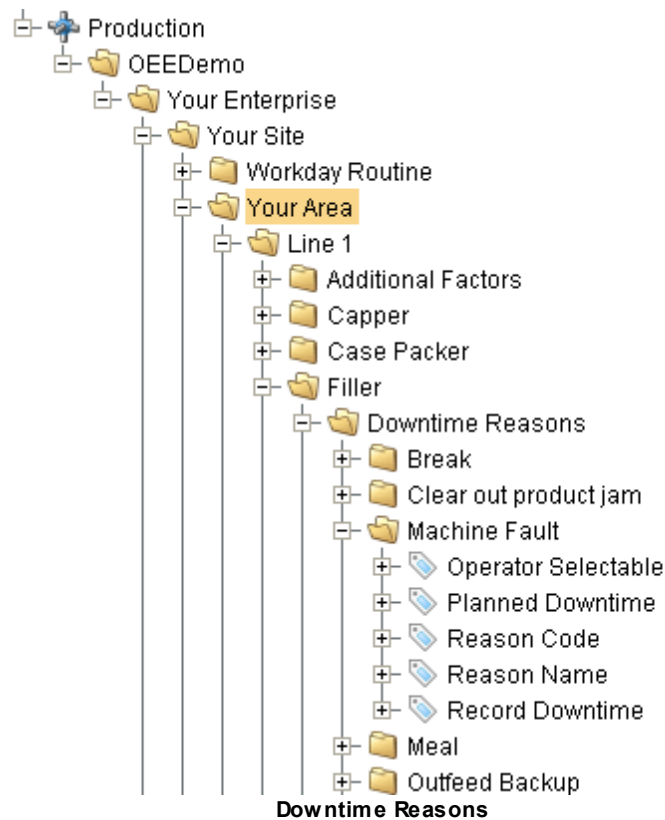 Production
OEEDemo
Your Enterprise
Your Site
Workday Routine
Your Area
Line 1
Additional Factors
Capper
Case Packer
Filler
Downtime Reasons
Break
Clear out product jam
Machine Fault
Operator Selectable
Planned Downtime
Reason Code
Reason Name
Record Downtime
Meal
Outfeed Backup
Downtime Reasons